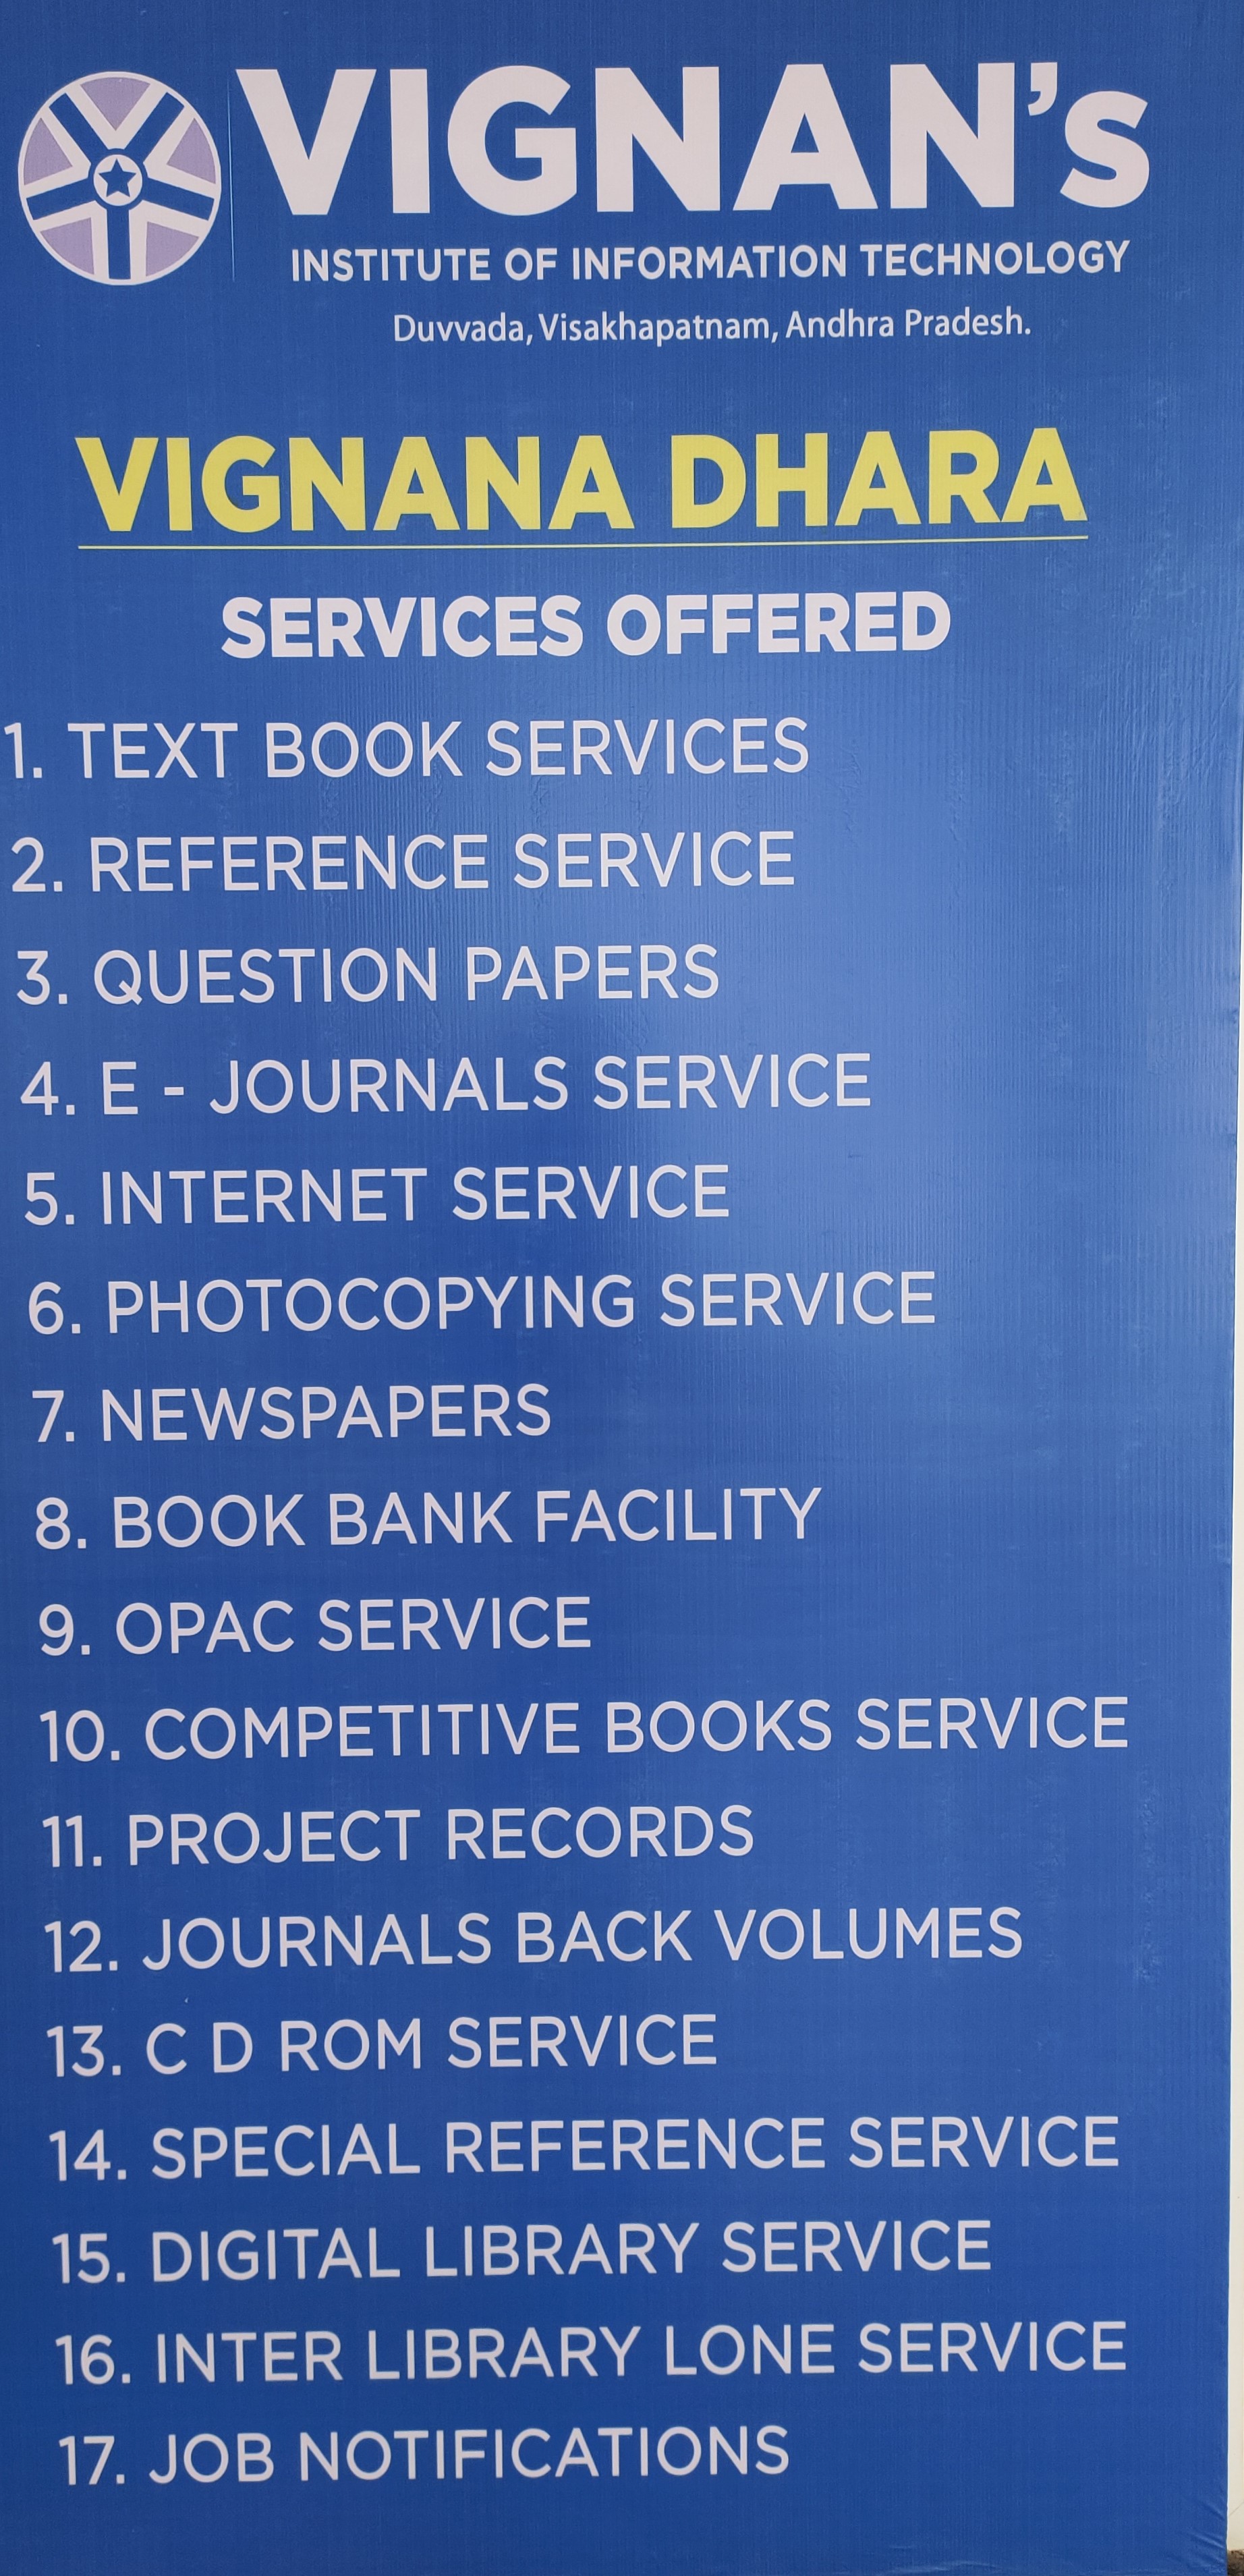 VIGNAN's
INSTITUTE OF INFORMATION TECHNOLOGY
Duvvada, Visakhapatnam, Andhra Pradesh.
VIGNANA DHARA
SERVICES OFFERED
1. TEXT BOOK SERVICES
2. REFERENCE SERVICE
3. QUESTION PAPERS
4. E - JOURNALS SERVICE
5. INTERNET SERVICE
6. PHOTOCOPYING SERVICE
7. NEWSPAPERS
8. BOOK BANK FACILITY
9. OPAC SERVICE
10. COMPETITIVE BOOKS SERVICE
11. PROJECT RECORDS
12. JOURNALS BACK VOLUMES
13. C D ROM SERVICE
14. SPECIAL REFERENCE SERVICE
15. DIGITAL LIBRARY SERVICE
16. INTER LIBRARY LONE SERVICE
17. JOB NOTIFICATIONS